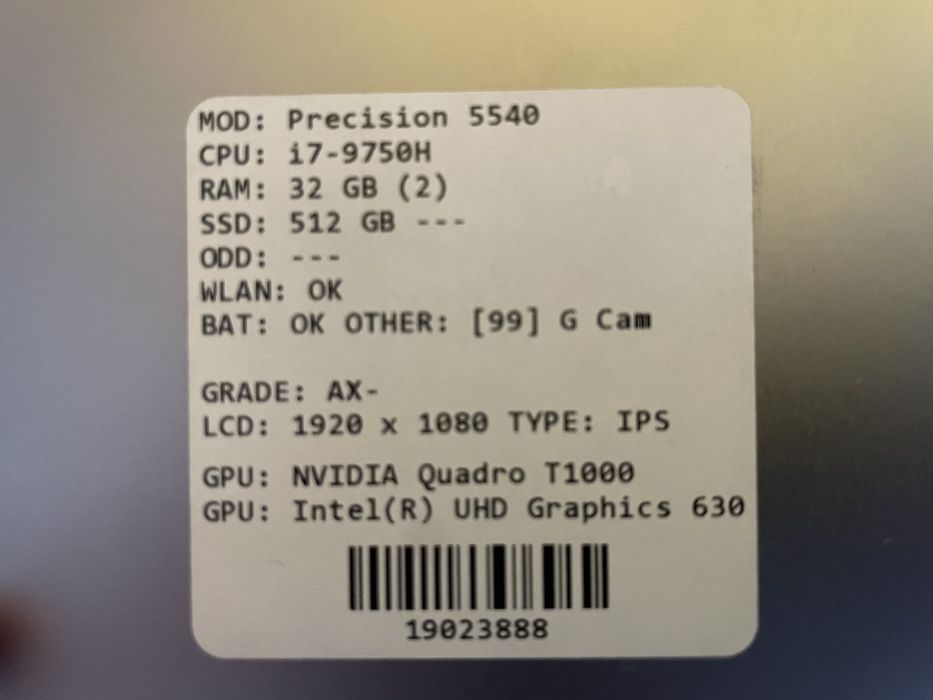 MOD: Precision 5540
CPU: i7-9750H
RAM: 32 GB (2)
SSD: 512 GB ---
ODD: ---
WLAN: OK
BAT: OK OTHER: [99] G Cam
GRADE: AX-
LCD: 1920 x 1080 TYPE: IPS
GPU: NVIDIA Quadro T1000
GPU: Intel(R) UHD Graphics 630
19023888